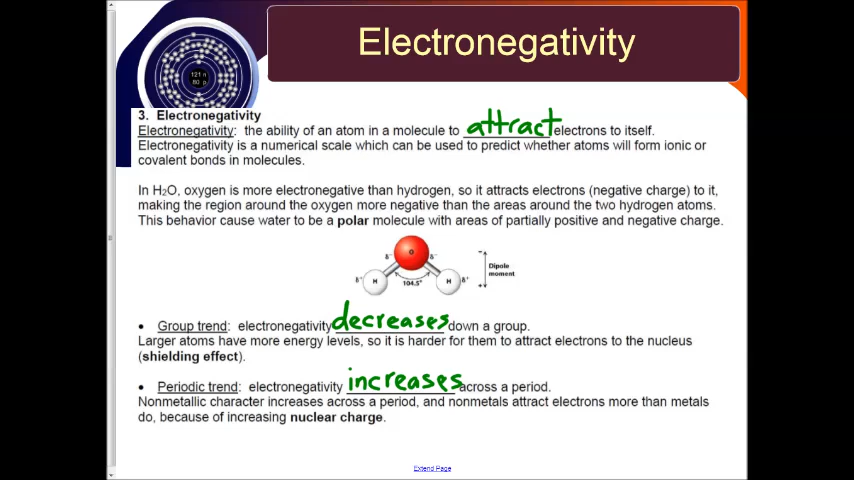 Electronegativity
121 n
80 p
3. Electronegativity
Electronegativity: the ability of an atom in a molecule to attract electrons to itself.
Electronegativity is a numerical scale which can be used to predict whether atoms will form ionic or
covalent bonds in molecules.
In H₂O, oxygen is more electronegative than hydrogen, so it attracts electrons (negative charge) to it,
making the region around the oxygen more negative than the areas around the two hydrogen atoms.
This behavior cause water to be a polar molecule with areas of partially positive and negative charge.
δ⁻ O δ⁻
δ⁺ H 104.5° H δ⁺
Dipole
moment
• Group trend: electronegativity decreases down a group.
Larger atoms have more energy levels, so it is harder for them to attract electrons to the nucleus
(shielding effect).
• Periodic trend: electronegativity increases across a period.
Nonmetallic character increases across a period, and nonmetals attract electrons more than metals
do, because of increasing nuclear charge.
Extend Page